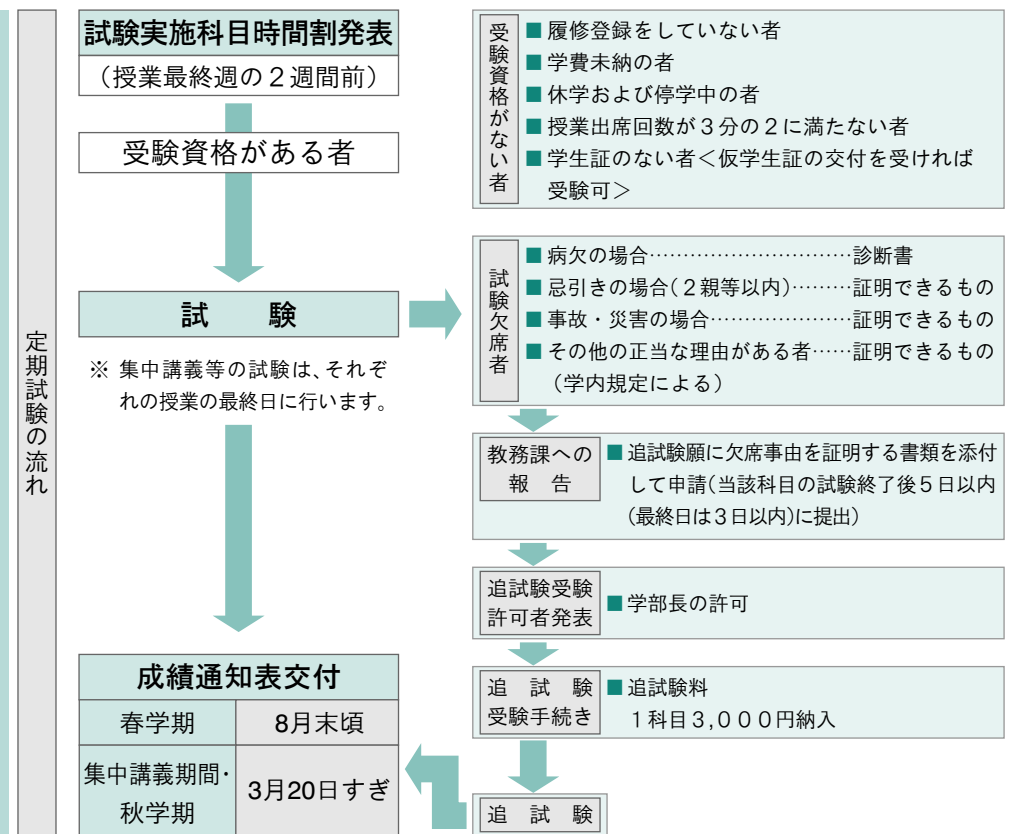 定期試験の流れ
試験実施科目時間割発表
（授業最終週の２週間前）
受験資格がある者
試　験
※ 集中講義等の試験は、それぞ
れの授業の最終日に行います。
成績通知表交付
春学期
8月末頃
集中講義期間・
秋学期
3月20日すぎ
受験資格がない者
■ 履修登録をしていない者
■ 学費未納の者
■ 休学および停学中の者
■ 授業出席回数が３分の２に満たない者
■ 学生証のない者＜仮学生証の交付を受ければ
受験可＞
試験欠席者
■ 病欠の場合…………………………診断書
■ 忌引きの場合（２親等以内）………証明できるもの
■ 事故・災害の場合…………………証明できるもの
■ その他の正当な理由がある者……証明できるもの
（学内規定による）
教務課への
報　告
■ 追試験願に欠席事由を証明する書類を添付
して申請（当該科目の試験終了後５日以内
（最終日は３日以内）に提出）
追試験受験
許可者発表
■ 学部長の許可
追　試　験
受験手続き
■ 追試験料
１科目３,０００円納入
追　試　験